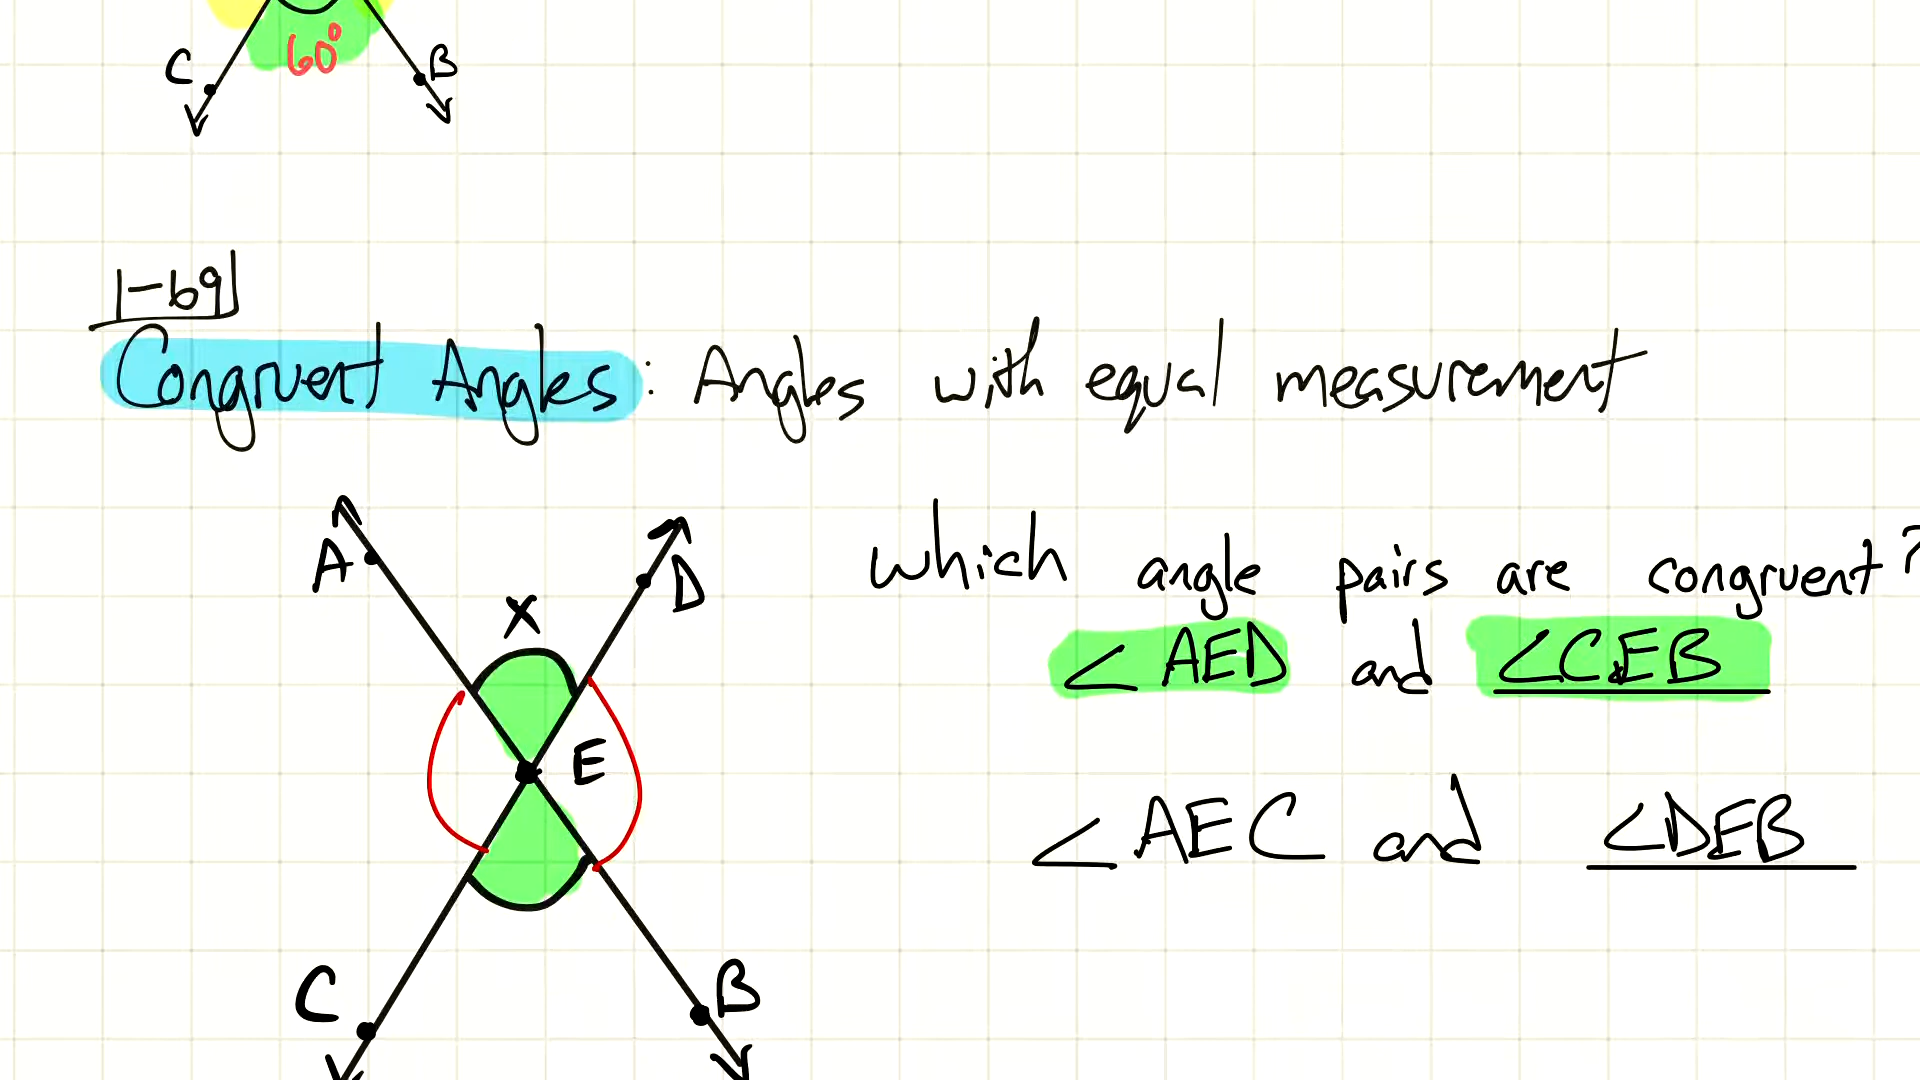 60°
C
B
1-69
Congruent Angles: Angles with equal measurement
A
D
X
E
C
B
which angle pairs are congruent?
<AED and <CEB
<AEC and <DEB